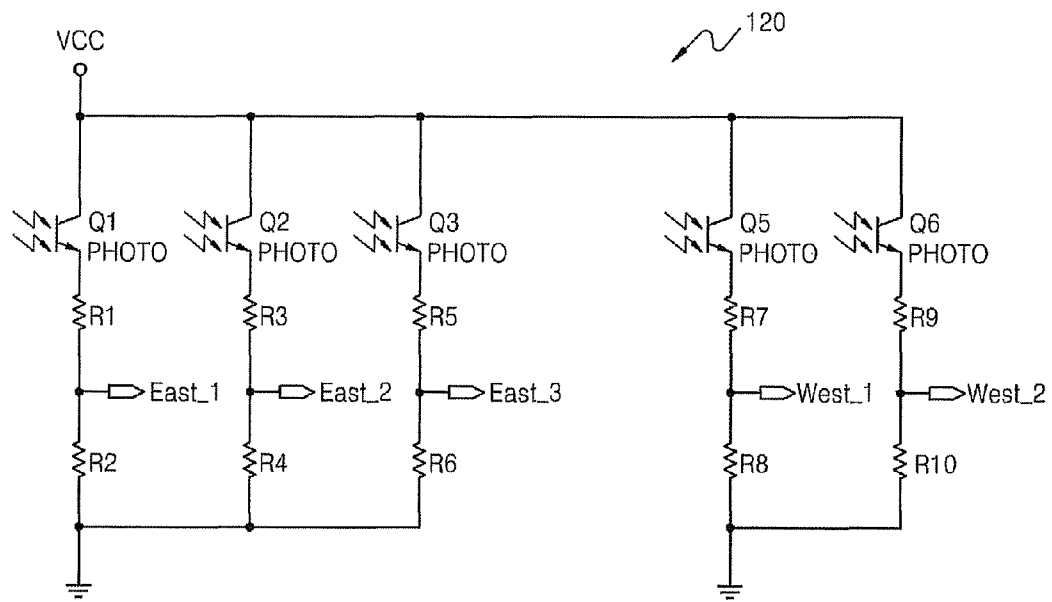 120
VCC
Q1
PHOTO
Q2
PHOTO
Q3
PHOTO
Q5
PHOTO
Q6
PHOTO
R1
R3
R5
R7
R9
East_1
East_2
East_3
West_1
West_2
R2
R4
R6
R8
R10